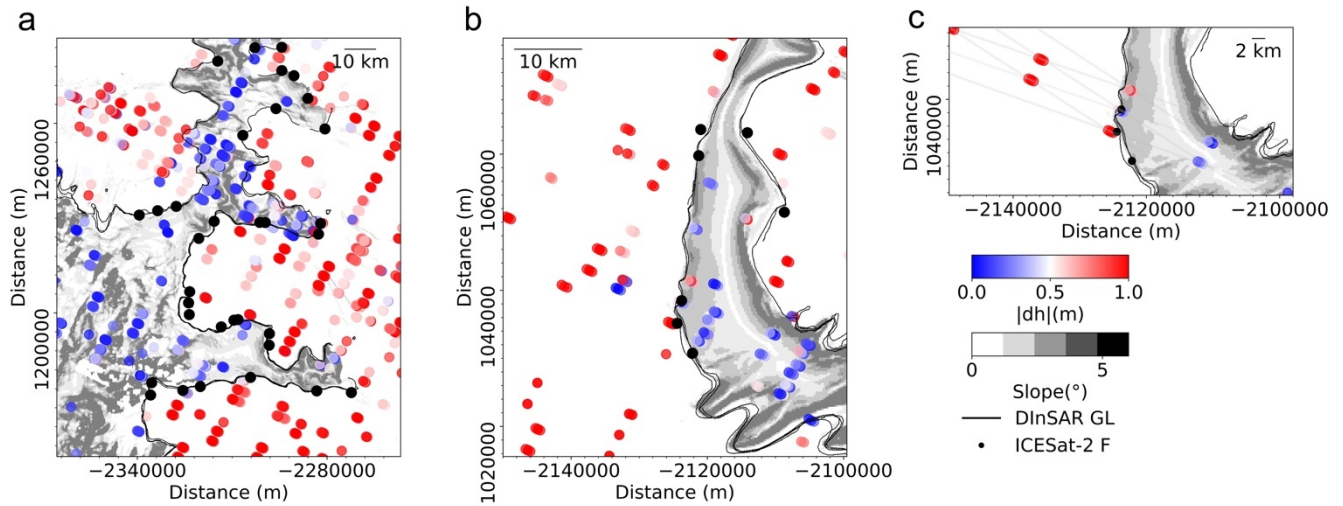 a
b
c
10 km
10 km
2 km
Distance (m)
1260000
1200000
−2340000
−2280000
Distance (m)
Distance (m)
1060000
1040000
1020000
−2140000
−2120000
−2100000
Distance (m)
Distance (m)
1040000
−2140000
−2120000
−2100000
Distance (m)
0.0
0.5
1.0
|dh|(m)
0
5
Slope(°)
DInSAR GL
ICESat-2 F